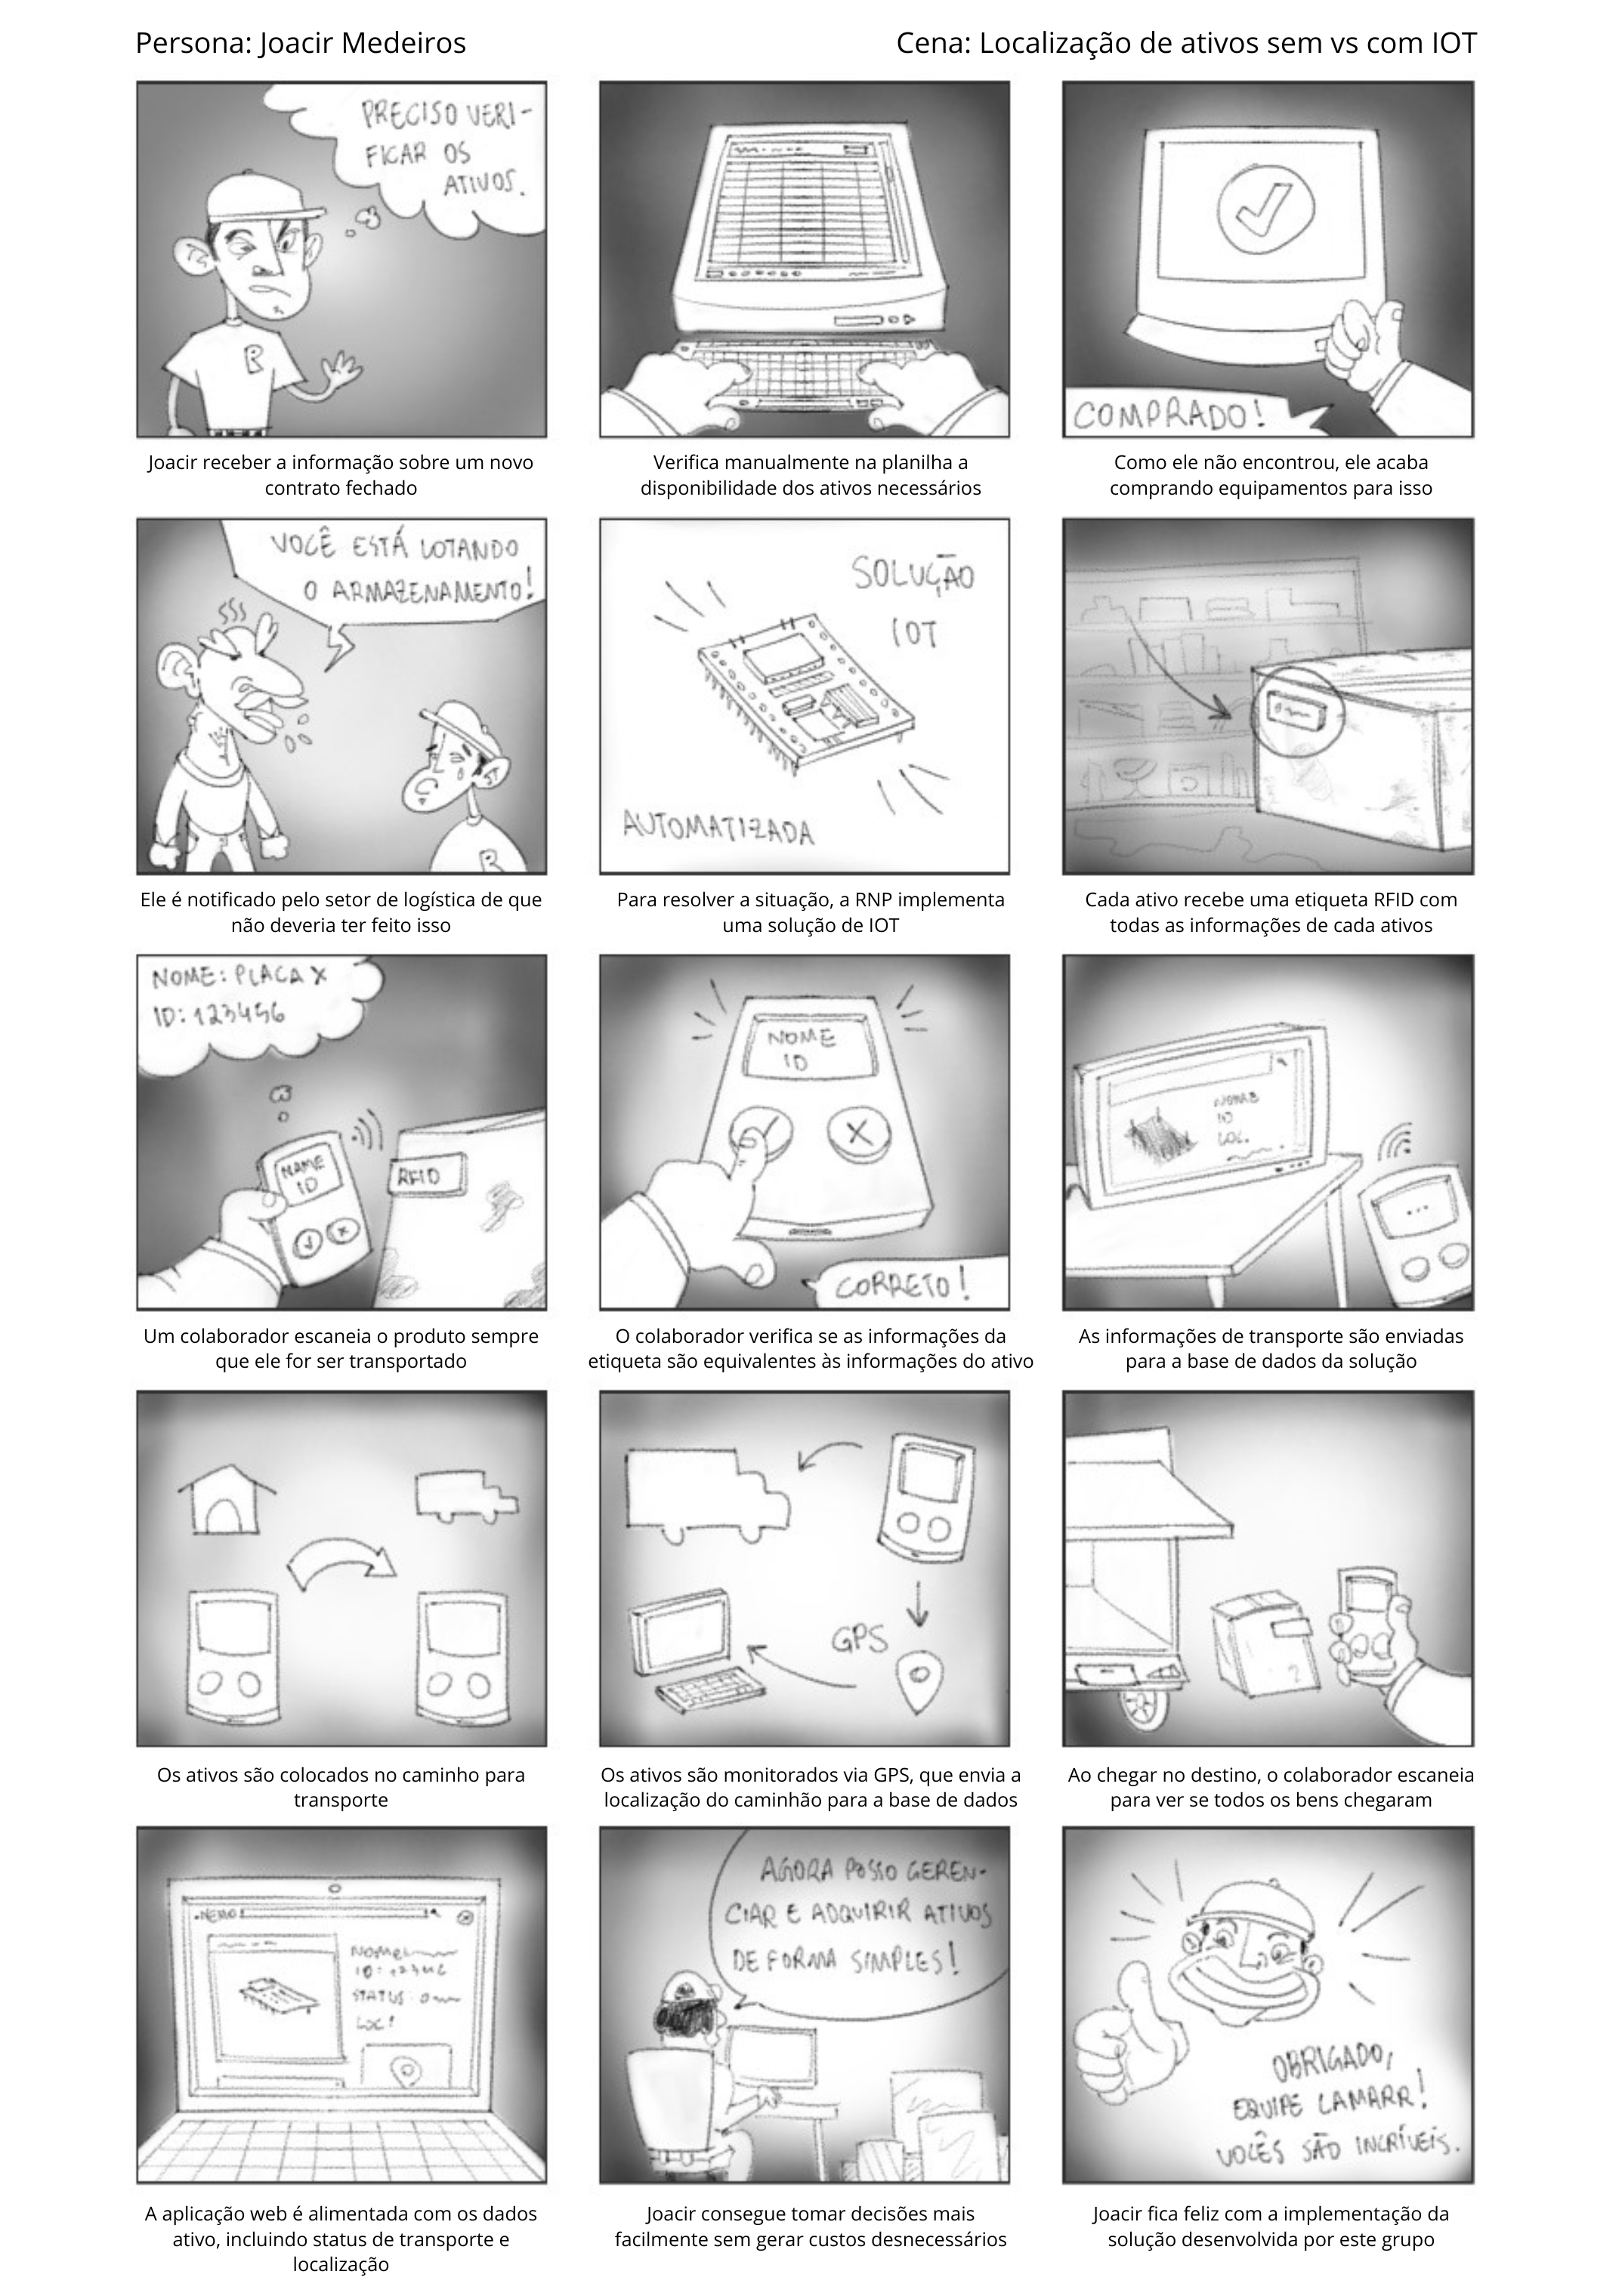 Persona: Joacir Medeiros
Cena: Localização de ativos sem vs com IOT
PRECISO VERI-
FICAR OS
ATIVOS.
R
Joacir receber a informação sobre um novo
contrato fechado
Verifica manualmente na planilha a
disponibilidade dos ativos necessários
COMPRADO!
Como ele não encontrou, ele acaba
comprando equipamentos para isso
VOCÊ ESTÁ LOTANDO
O ARMAZENAMENTO!
R
Ele é notificado pelo setor de logística de que
não deveria ter feito isso
SOLUÇÃO
IOT
AUTOMATIZADA
Para resolver a situação, a RNP implementa
uma solução de IOT
Cada ativo recebe uma etiqueta RFID com
todas as informações de cada ativos
NOME: PLACA X
ID: 123456
NAME
ID
RFID
Um colaborador escaneia o produto sempre
que ele for ser transportado
NOME
ID
CORRETO!
O colaborador verifica se as informações da
etiqueta são equivalentes às informações do ativo
NOME
ID
LOC.
...
As informações de transporte são enviadas
para a base de dados da solução
Os ativos são colocados no caminho para
transporte
GPS
Os ativos são monitorados via GPS, que envia a
localização do caminhão para a base de dados
Ao chegar no destino, o colaborador escaneia
para ver se todos os bens chegaram
NOME:
ID:
STATUS:
LOC:
A aplicação web é alimentada com os dados
ativo, incluindo status de transporte e
localização
AGORA POSSO GEREN-
CIAR E ADQUIRIR ATIVOS
DE FORMA SIMPLES!
Joacir consegue tomar decisões mais
facilmente sem gerar custos desnecessários
OBRIGADO,
EQUIPE LAMARR!
VOCÊS SÃO INCRÍVEIS.
Joacir fica feliz com a implementação da
solução desenvolvida por este grupo